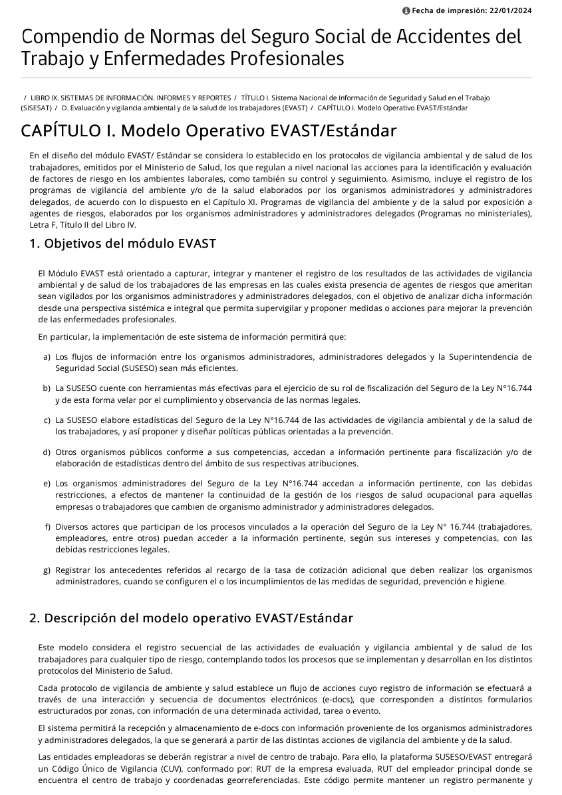 Fecha de impresión: 22/01/2024
Compendio de Normas del Seguro Social de Accidentes del
Trabajo y Enfermedades Profesionales
/ LIBRO IX. SISTEMAS DE INFORMACIÓN. INFORMES Y REPORTES / TÍTULO I. Sistema Nacional de Información de Seguridad y Salud en el Trabajo
(SISESAT) / D. Evaluación y vigilancia ambiental y de la salud de los trabajadores (EVAST) / CAPÍTULO I. Modelo Operativo EVAST/Estándar
CAPÍTULO I. Modelo Operativo EVAST/Estándar
En el diseño del módulo EVAST/ Estándar se considera lo establecido en los protocolos de vigilancia ambiental y de salud de los
trabajadores, emitidos por el Ministerio de Salud, los que regulan a nivel nacional las acciones para la identificación y evaluación
de factores de riesgo en los ambientes laborales, como también su control y seguimiento. Asimismo, incluye el registro de los
programas de vigilancia del ambiente y/o de la salud elaborados por los organismos administradores y administradores
delegados, de acuerdo con lo dispuesto en el Capítulo XI. Programas de vigilancia del ambiente y de la salud por exposición a
agentes de riesgos, elaborados por los organismos administradores y administradores delegados (Programas no ministeriales),
Letra F, Título II del Libro IV.
1. Objetivos del módulo EVAST
El Módulo EVAST está orientado a capturar, integrar y mantener el registro de los resultados de las actividades de vigilancia
ambiental y de salud de los trabajadores de las empresas en las cuales exista presencia de agentes de riesgos que ameritan
sean vigilados por los organismos administradores y administradores delegados, con el objetivo de analizar dicha información
desde una perspectiva sistémica e integral que permita supervigilar y proponer medidas o acciones para mejorar la prevención
de las enfermedades profesionales.
En particular, la implementación de este sistema de información permitirá que:
a) Los flujos de información entre los organismos administradores, administradores delegados y la Superintendencia de
Seguridad Social (SUSESO) sean más eficientes.
b) La SUSESO cuente con herramientas más efectivas para el ejercicio de su rol de fiscalización del Seguro de la Ley N°16.744
y de esta forma velar por el cumplimiento y observancia de las normas legales.
c) La SUSESO elabore estadísticas del Seguro de la Ley N°16.744 de las actividades de vigilancia ambiental y de la salud de
los trabajadores, y así proponer y diseñar políticas públicas orientadas a la prevención.
d) Otros organismos públicos conforme a sus competencias, accedan a información pertinente para fiscalización y/o de
elaboración de estadísticas dentro del ámbito de sus respectivas atribuciones.
e) Los organismos administradores del Seguro de la Ley N°16.744 accedan a información pertinente, con las debidas
restricciones, a efectos de mantener la continuidad de la gestión de los riesgos de salud ocupacional para aquellas
empresas o trabajadores que cambien de organismo administrador y administradores delegados.
f) Diversos actores que participan de los procesos vinculados a la operación del Seguro de la Ley N° 16.744 (trabajadores,
empleadores, entre otros) puedan acceder a la información pertinente, según sus intereses y competencias, con las
debidas restricciones legales.
g) Registrar los antecedentes referidos al recargo de la tasa de cotización adicional que deben realizar los organismos
administradores, cuando se configuren el o los incumplimientos de las medidas de seguridad, prevención e higiene.
2. Descripción del modelo operativo EVAST/Estándar
Este modelo considera el registro secuencial de las actividades de evaluación y vigilancia ambiental y de salud de los
trabajadores para cualquier tipo de riesgo, contemplando todos los procesos que se implementan y desarrollan en los distintos
protocolos del Ministerio de Salud.
Cada protocolo de vigilancia de ambiente y salud establece un flujo de acciones cuyo registro de información se efectuará a
través de una interacción y secuencia de documentos electrónicos (e-docs), que corresponden a distintos formularios
estructurados por zonas, con información de una determinada actividad, tarea o evento.
El sistema permitirá la recepción y almacenamiento de e-docs con información proveniente de los organismos administradores
y administradores delegados, la que se generará a partir de las distintas acciones de vigilancia del ambiente y de la salud.
Las entidades empleadoras se deberán registrar a nivel de centro de trabajo. Para ello, la plataforma SUSESO/EVAST entregará
un Código Único de Vigilancia (CUV), conformado por: RUT de la empresa evaluada, RUT del empleador principal donde se
encuentra el centro de trabajo y coordenadas georreferenciadas. Este código permite mantener un registro permanente y